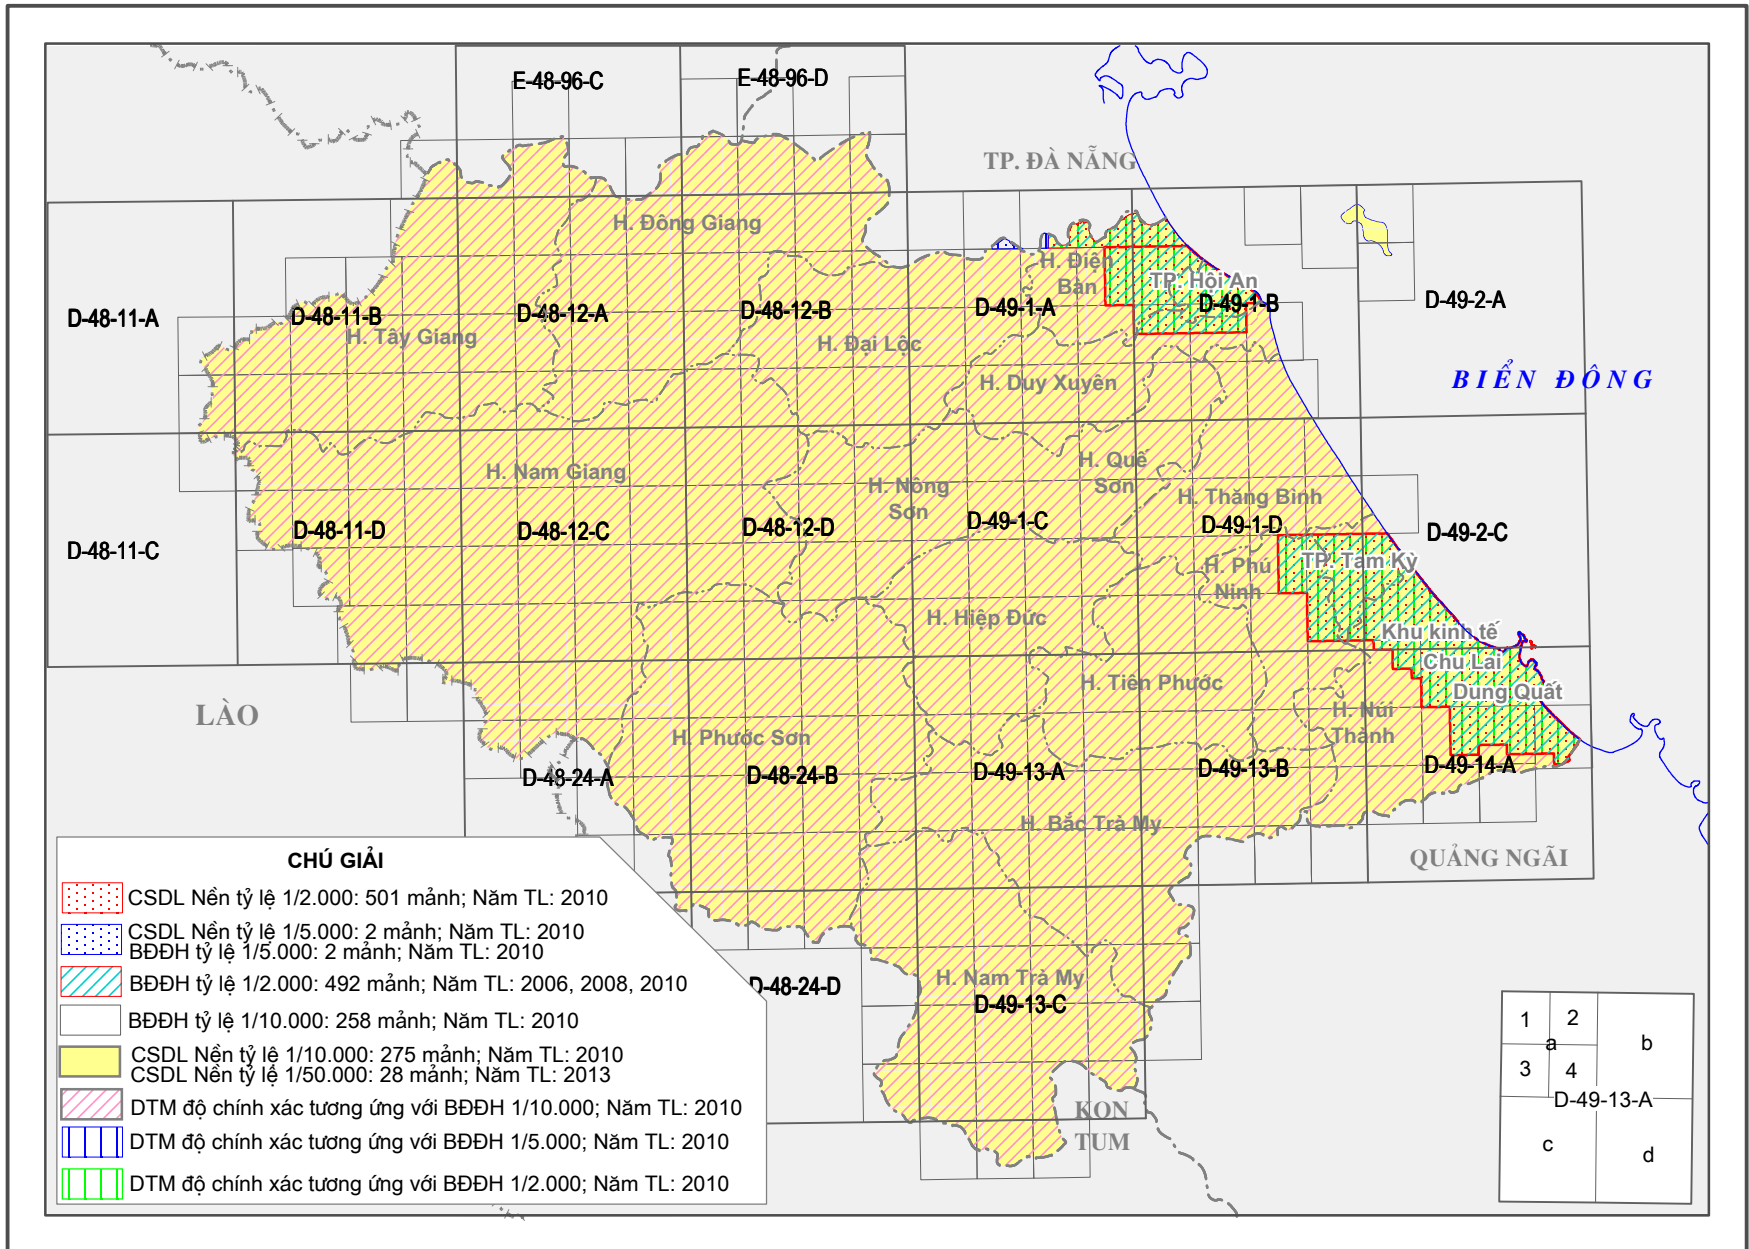 E-48-96-C
E-48-96-D
TP. ĐÀ NẴNG
H. Đông Giang
H. Điện
Bàn
TP. Hội An
D-48-11-A
D-48-11-B
D-48-12-A
D-48-12-B
D-49-1-A
D-49-1-B
D-49-2-A
H. Tây Giang
H. Đại Lộc
H. Duy Xuyên
BIỂN ĐÔNG
H. Nam Giang
H. Nông
Sơn
H. Quế
Sơn
H. Thăng Bình
D-48-11-C
D-48-11-D
D-48-12-C
D-48-12-D
D-49-1-C
D-49-1-D
D-49-2-C
H. Phú
Ninh
TP. Tam Kỳ
H. Hiệp Đức
Khu kinh tế
Chu Lai
Dung Quất
H. Tiên Phước
LÀO
H. Phước Sơn
H. Núi
Thành
D-48-24-A
D-48-24-B
D-49-13-A
D-49-13-B
D-49-14-A
H. Bắc Trà My
QUẢNG NGÃI
H. Nam Trà My
D-48-24-D
D-49-13-C
KON
TUM
CHÚ GIẢI
CSDL Nền tỷ lệ 1/2.000: 501 mảnh; Năm TL: 2010
CSDL Nền tỷ lệ 1/5.000: 2 mảnh; Năm TL: 2010
BĐĐH tỷ lệ 1/5.000: 2 mảnh; Năm TL: 2010
BĐĐH tỷ lệ 1/2.000: 492 mảnh; Năm TL: 2006, 2008, 2010
BĐĐH tỷ lệ 1/10.000: 258 mảnh; Năm TL: 2010
CSDL Nền tỷ lệ 1/10.000: 275 mảnh; Năm TL: 2010
CSDL Nền tỷ lệ 1/50.000: 28 mảnh; Năm TL: 2013
DTM độ chính xác tương ứng với BĐĐH 1/10.000; Năm TL: 2010
DTM độ chính xác tương ứng với BĐĐH 1/5.000; Năm TL: 2010
DTM độ chính xác tương ứng với BĐĐH 1/2.000; Năm TL: 2010
1
2
a
b
3
4
D-49-13-A
c
d